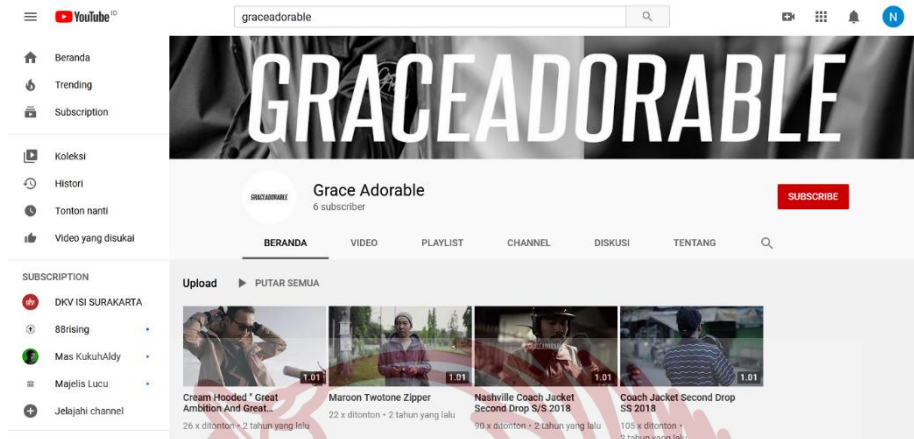 YouTube ID
graceadorable
N
Beranda
Trending
Subscription
Koleksi
Histori
Tonton nanti
Video yang disukai
SUBSCRIPTION
DKV ISI SURAKARTA
88rising
Mas KukuhAldy
Majelis Lucu
Jelajahi channel
GRACEADORABLE
GRACEADORABLE
Grace Adorable
6 subscriber
SUBSCRIBE
BERANDA VIDEO PLAYLIST CHANNEL DISKUSI TENTANG
Upload PUTAR SEMUA
1.01 1.01 1.01 1.01
Cream Hooded " Great
Ambition And Great...
26 x ditonton • 2 tahun yang lalu
Maroon Twotone Zipper
22 x ditonton • 2 tahun yang lalu
Nashville Coach Jacket
Second Drop S/S 2018
90 x ditonton • 2 tahun yang lalu
Coach Jacket Second Drop
SS 2018
105 x ditonton •
2 tahun yang lalu